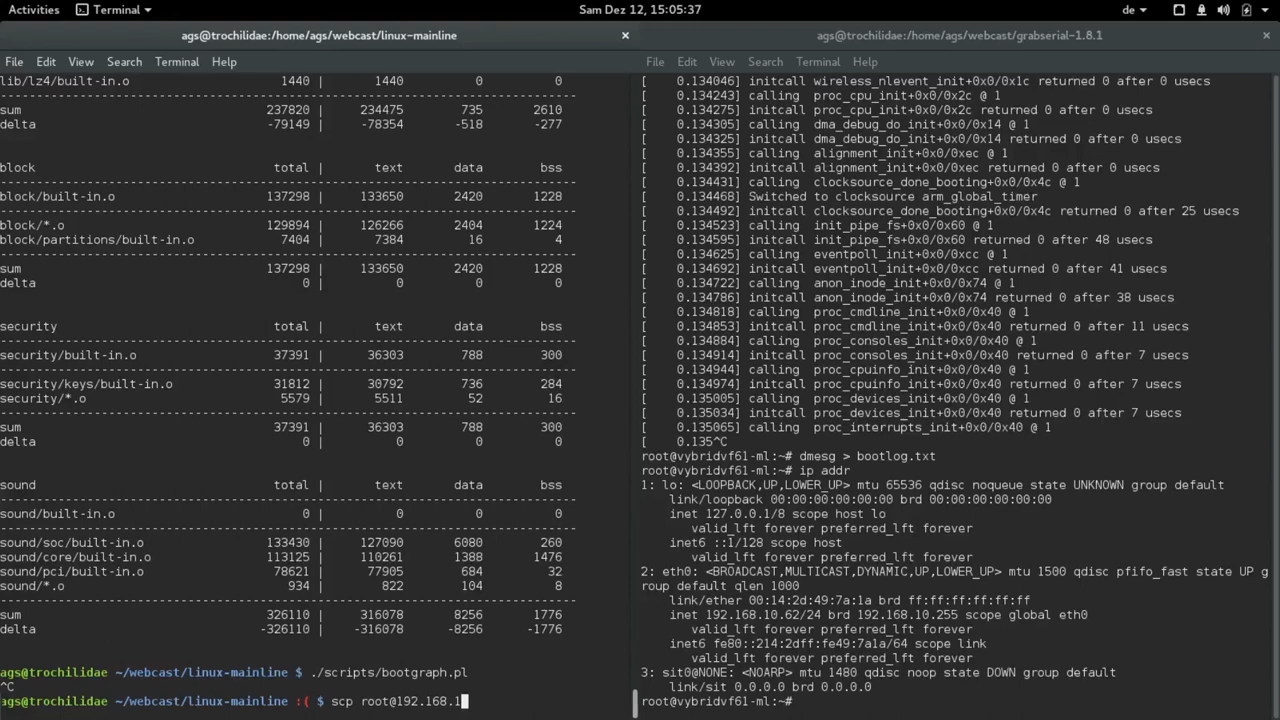 Activities Terminal Sam Dez 12, 15:05:37 de
ags@trochilidae:/home/ags/webcast/linux-mainline ×
File Edit View Search Terminal Help
lib/lz4/built-in.o 1440 | 1440 0 0
--------------------------------------------------------------------------------
sum 237820 | 234475 735 2610
delta -79149 | -78354 -518 -277
block total | text data bss
--------------------------------------------------------------------------------
block/built-in.o 137298 | 133650 2420 1228
--------------------------------------------------------------------------------
block/*.o 129894 | 126266 2404 1224
block/partitions/built-in.o 7404 | 7384 16 4
--------------------------------------------------------------------------------
sum 137298 | 133650 2420 1228
delta 0 | 0 0 0
security total | text data bss
--------------------------------------------------------------------------------
security/built-in.o 37391 | 36303 788 300
--------------------------------------------------------------------------------
security/keys/built-in.o 31812 | 30792 736 284
security/*.o 5579 | 5511 52 16
--------------------------------------------------------------------------------
sum 37391 | 36303 788 300
delta 0 | 0 0 0
sound total | text data bss
--------------------------------------------------------------------------------
sound/built-in.o 0 | 0 0 0
--------------------------------------------------------------------------------
sound/soc/built-in.o 133430 | 127090 6080 260
sound/core/built-in.o 113125 | 110261 1388 1476
sound/pci/built-in.o 78621 | 77905 684 32
sound/*.o 934 | 822 104 8
--------------------------------------------------------------------------------
sum 326110 | 316078 8256 1776
delta -326110 | -316078 -8256 -1776
ags@trochilidae ~/webcast/linux-mainline $ ./scripts/bootgraph.pl
^C
ags@trochilidae ~/webcast/linux-mainline :( $ scp root@192.168.1
ags@trochilidae:/home/ags/webcast/grabserial-1.8.1 ×
File Edit View Search Terminal Help
[ 0.134046] initcall wireless_nlevent_init+0x0/0x1c returned 0 after 0 usecs
[ 0.134243] calling proc_cpu_init+0x0/0x2c @ 1
[ 0.134275] initcall proc_cpu_init+0x0/0x2c returned 0 after 0 usecs
[ 0.134305] calling dma_debug_do_init+0x0/0x14 @ 1
[ 0.134325] initcall dma_debug_do_init+0x0/0x14 returned 0 after 0 usecs
[ 0.134355] calling alignment_init+0x0/0xec @ 1
[ 0.134392] initcall alignment_init+0x0/0xec returned 0 after 0 usecs
[ 0.134431] calling clocksource_done_booting+0x0/0x4c @ 1
[ 0.134468] Switched to clocksource arm_global_timer
[ 0.134492] initcall clocksource_done_booting+0x0/0x4c returned 0 after 25 usecs
[ 0.134523] calling init_pipe_fs+0x0/0x60 @ 1
[ 0.134595] initcall init_pipe_fs+0x0/0x60 returned 0 after 48 usecs
[ 0.134625] calling eventpoll_init+0x0/0xcc @ 1
[ 0.134692] initcall eventpoll_init+0x0/0xcc returned 0 after 41 usecs
[ 0.134722] calling anon_inode_init+0x0/0x74 @ 1
[ 0.134786] initcall anon_inode_init+0x0/0x74 returned 0 after 38 usecs
[ 0.134818] calling proc_cmdline_init+0x0/0x40 @ 1
[ 0.134853] initcall proc_cmdline_init+0x0/0x40 returned 0 after 11 usecs
[ 0.134884] calling proc_consoles_init+0x0/0x40 @ 1
[ 0.134914] initcall proc_consoles_init+0x0/0x40 returned 0 after 7 usecs
[ 0.134944] calling proc_cpuinfo_init+0x0/0x40 @ 1
[ 0.134974] initcall proc_cpuinfo_init+0x0/0x40 returned 0 after 7 usecs
[ 0.135005] calling proc_devices_init+0x0/0x40 @ 1
[ 0.135034] initcall proc_devices_init+0x0/0x40 returned 0 after 7 usecs
[ 0.135065] calling proc_interrupts_init+0x0/0x40 @ 1
[ 0.135^C
root@vybridvf61-ml:~# dmesg > bootlog.txt
root@vybridvf61-ml:~# ip addr
1: lo: <LOOPBACK,UP,LOWER_UP> mtu 65536 qdisc noqueue state UNKNOWN group default
link/loopback 00:00:00:00:00:00 brd 00:00:00:00:00:00
inet 127.0.0.1/8 scope host lo
valid_lft forever preferred_lft forever
inet6 ::1/128 scope host
valid_lft forever preferred_lft forever
2: eth0: <BROADCAST,MULTICAST,DYNAMIC,UP,LOWER_UP> mtu 1500 qdisc pfifo_fast state UP g
roup default qlen 1000
link/ether 00:14:2d:49:7a:1a brd ff:ff:ff:ff:ff:ff
inet 192.168.10.62/24 brd 192.168.10.255 scope global eth0
valid_lft forever preferred_lft forever
inet6 fe80::214:2dff:fe49:7a1a/64 scope link
valid_lft forever preferred_lft forever
3: sit0@NONE: <NOARP> mtu 1480 qdisc noop state DOWN group default
link/sit 0.0.0.0 brd 0.0.0.0
root@vybridvf61-ml:~#